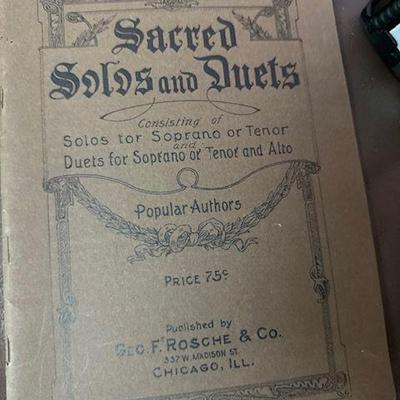 Sacred
Solos and Duets
Consisting of
Solos for Soprano or Tenor
and
Duets for Soprano or Tenor and Alto
Popular Authors
PRICE 75c
Published by
GEO. F. ROSCHE & CO.
337 W. MADISON ST.
CHICAGO, ILL.